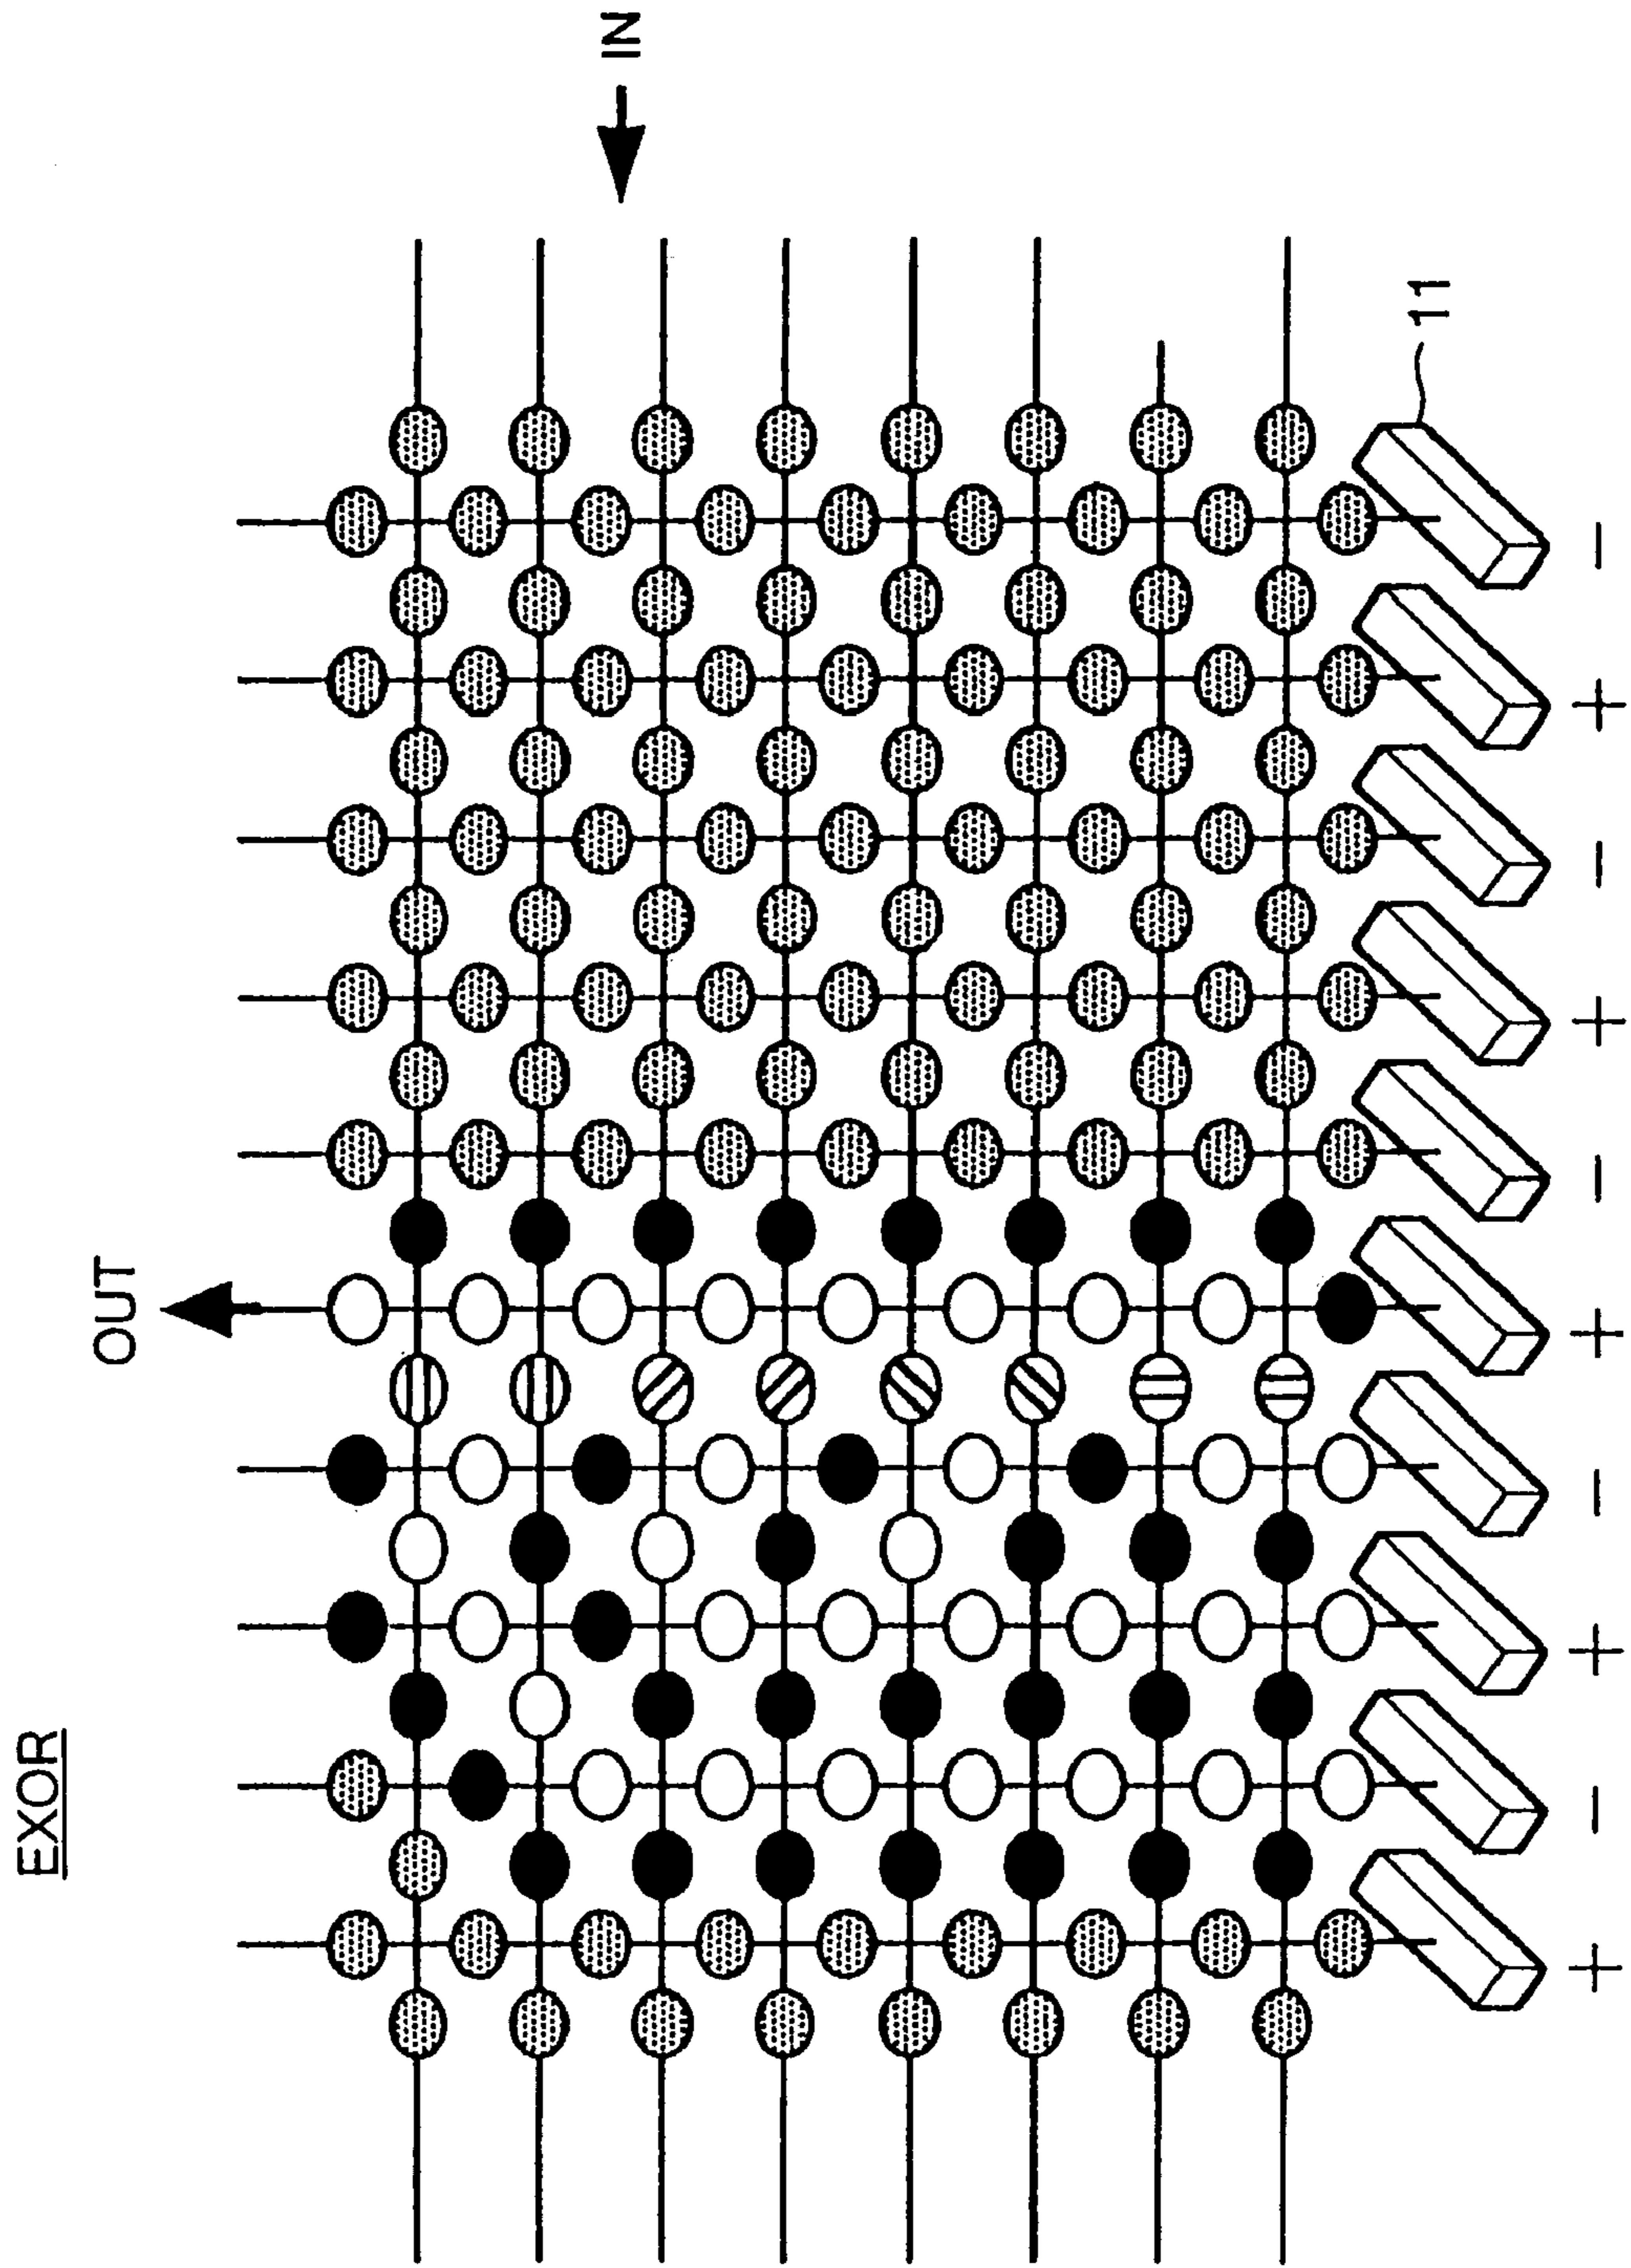 EXOR
OUT
IN
11
+ − + − + − + − + −